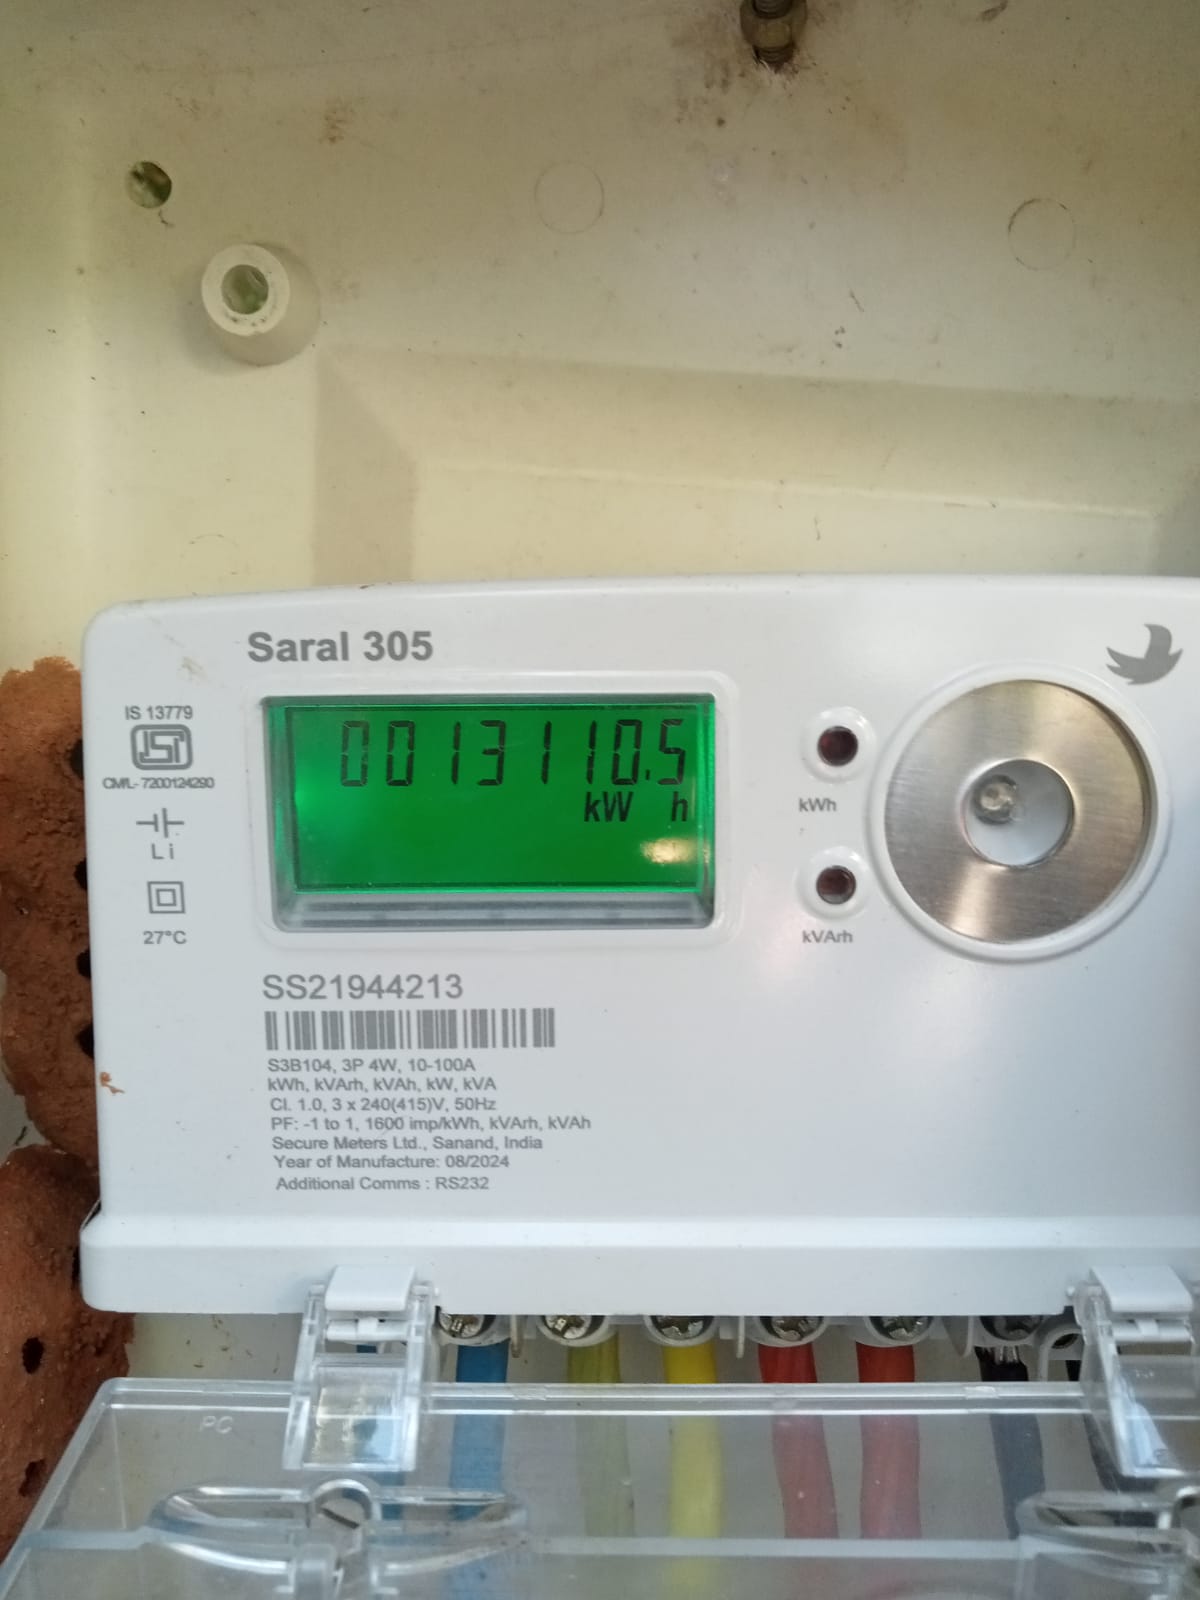 Saral 305
IS 13779
ISI
CM/L- 7200124290
Li
27°C
0013110.5
kW h
kWh
kVArh
SS21944213
S3B104, 3P 4W, 10-100A
kWh, kVArh, kVAh, kW, kVA
Cl. 1.0, 3 x 240(415)V, 50Hz
PF: -1 to 1, 1600 imp/kWh, kVArh, kVAh
Secure Meters Ltd., Sanand, India
Year of Manufacture: 08/2024
Additional Comms : RS232
PC